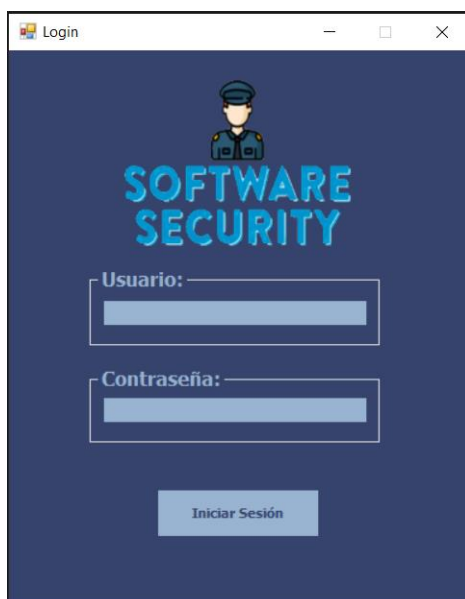 Login
SOFTWARE
SECURITY
Usuario:
Contraseña:
Iniciar Sesión